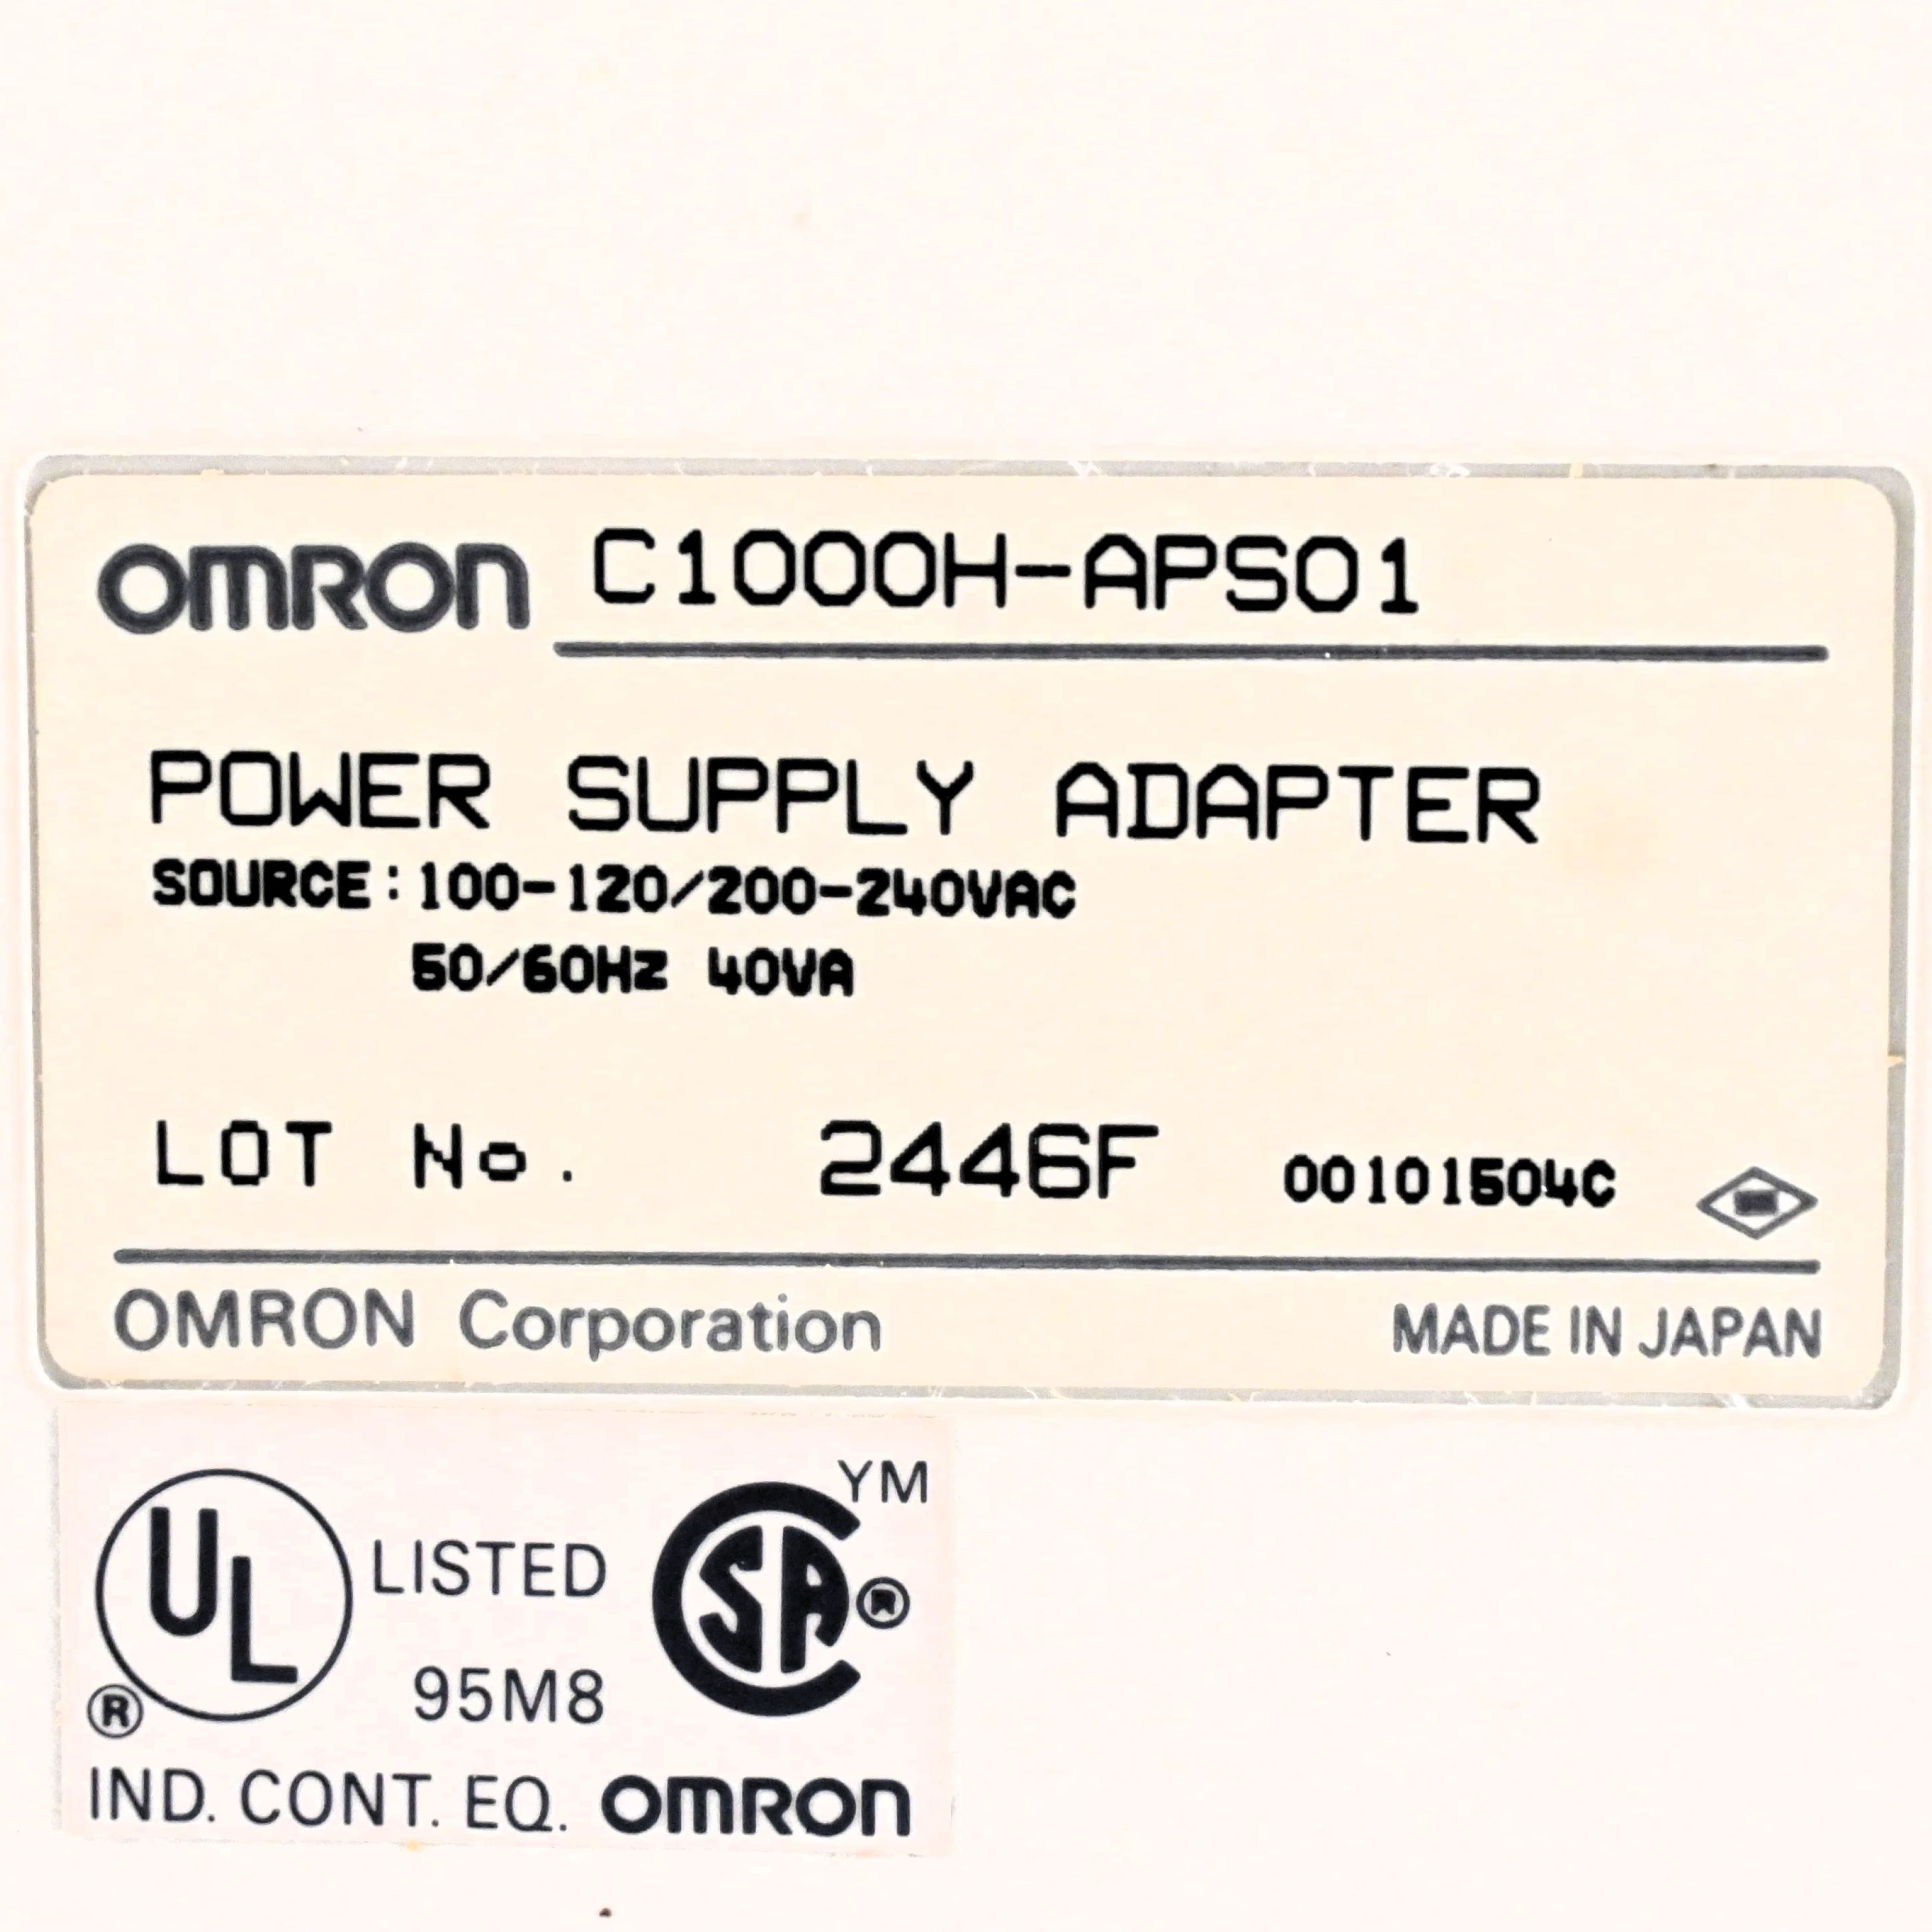 OMRON C1000H-APS01
POWER SUPPLY ADAPTER
SOURCE:100-120/200-240VAC
50/60Hz 40VA
LOT No. 2446F 00101504C
OMRON Corporation MADE IN JAPAN
YM
UL LISTED CSA ®
® 95M8
IND. CONT. EQ. OMRON